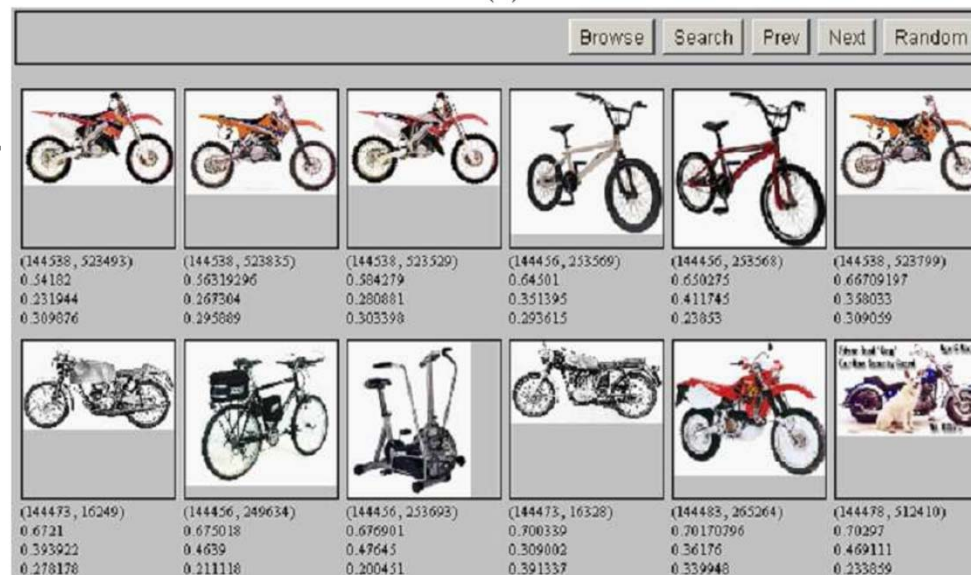 Browse Search Prev Next Random
(144538, 523493) (144538, 523835) (144538, 523529) (144456, 253569) (144456, 253568) (144538, 523799)
0.54182 0.56319296 0.584279 0.64501 0.650275 0.66709197
0.231944 0.267304 0.280881 0.351395 0.411745 0.358033
0.309876 0.295889 0.303398 0.293615 0.23853 0.309059
(144473, 16249) (144456, 249634) (144456, 253693) (144473, 16328) (144483, 265264) (144478, 512410)
0.6721 0.675018 0.676901 0.700339 0.70170796 0.70297
0.393922 0.4639 0.47645 0.309002 0.36176 0.469111
0.278178 0.211118 0.200451 0.391337 0.339948 0.233859